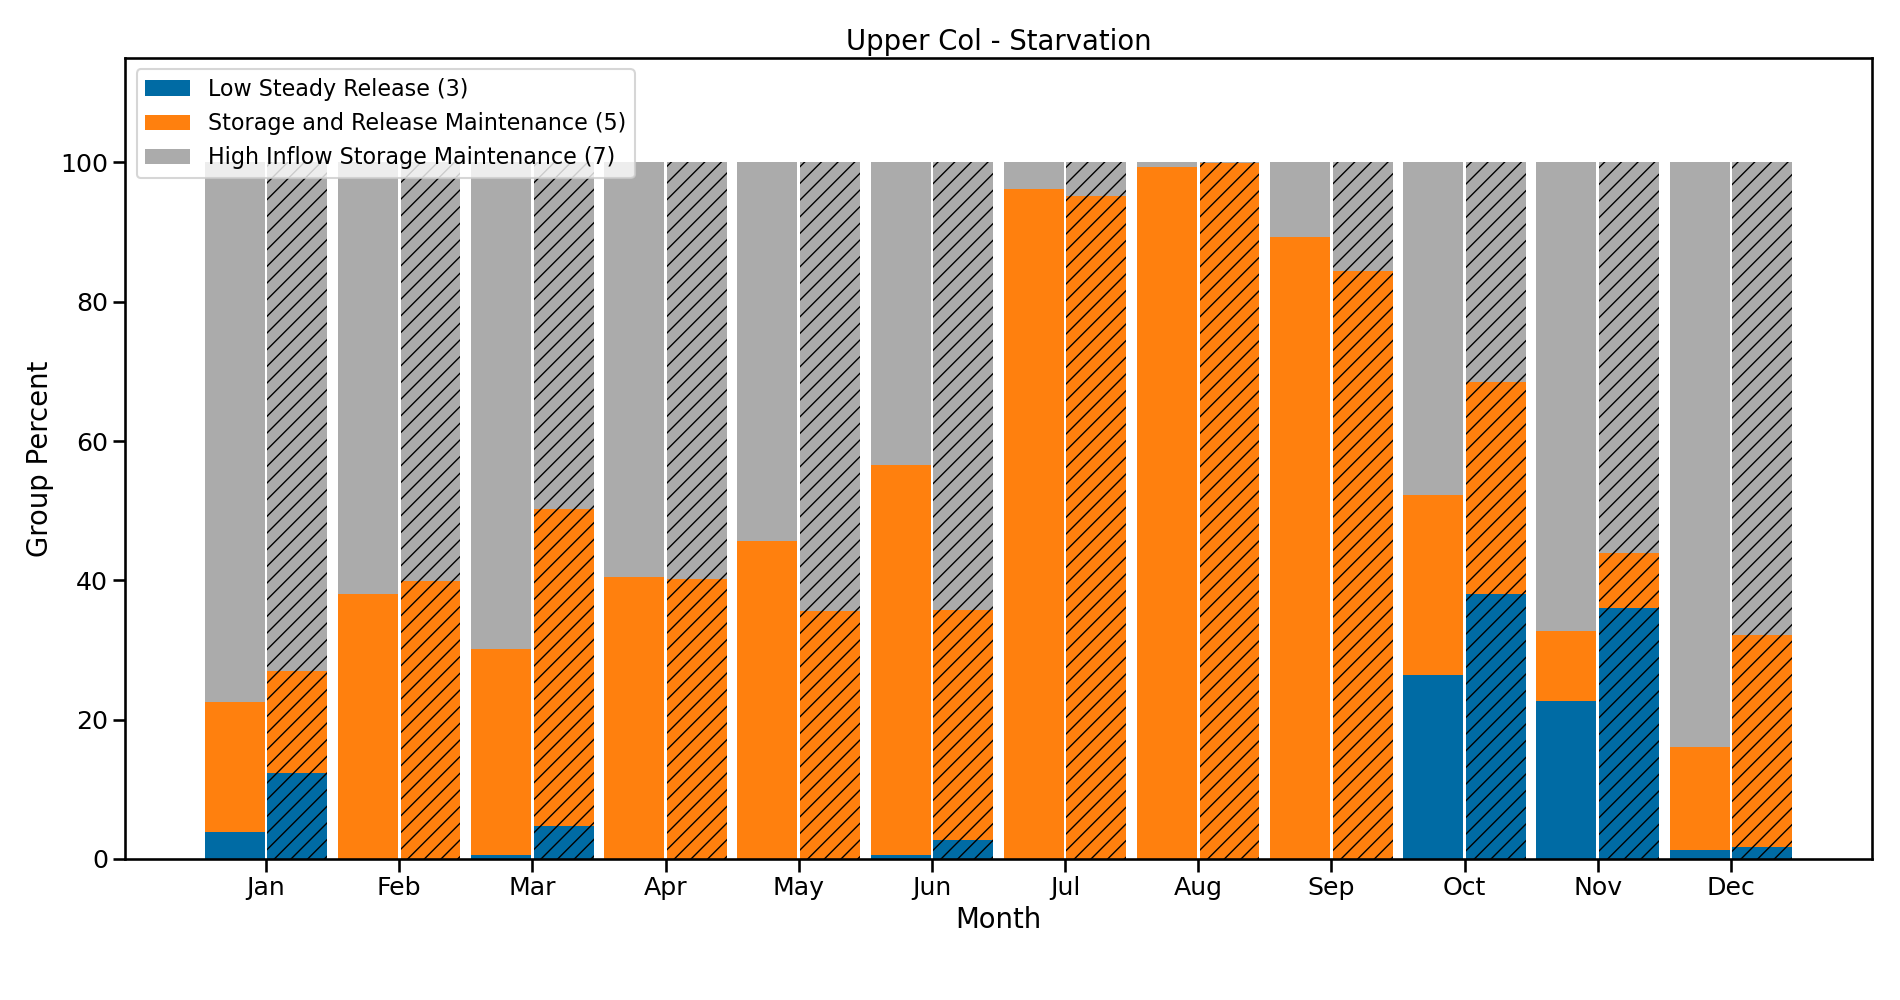 Upper Col - Starvation
Low Steady Release (3)
Storage and Release Maintenance (5)
High Inflow Storage Maintenance (7)
100
80
60
40
20
0
Group Percent
Jan Feb Mar Apr May Jun Jul Aug Sep Oct Nov Dec
Month